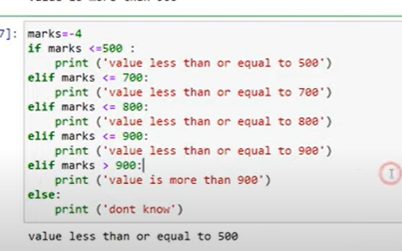 7]: marks=-4
if marks <=500 :
    print ('value less than or equal to 500')
elif marks <= 700:
    print ('value less than or equal to 700')
elif marks <= 800:
    print ('value less than or equal to 800')
elif marks <= 900:
    print ('value less than or equal to 900')
elif marks > 900:
    print ('value is more than 900')
else:
    print ('dont know')
value less than or equal to 500